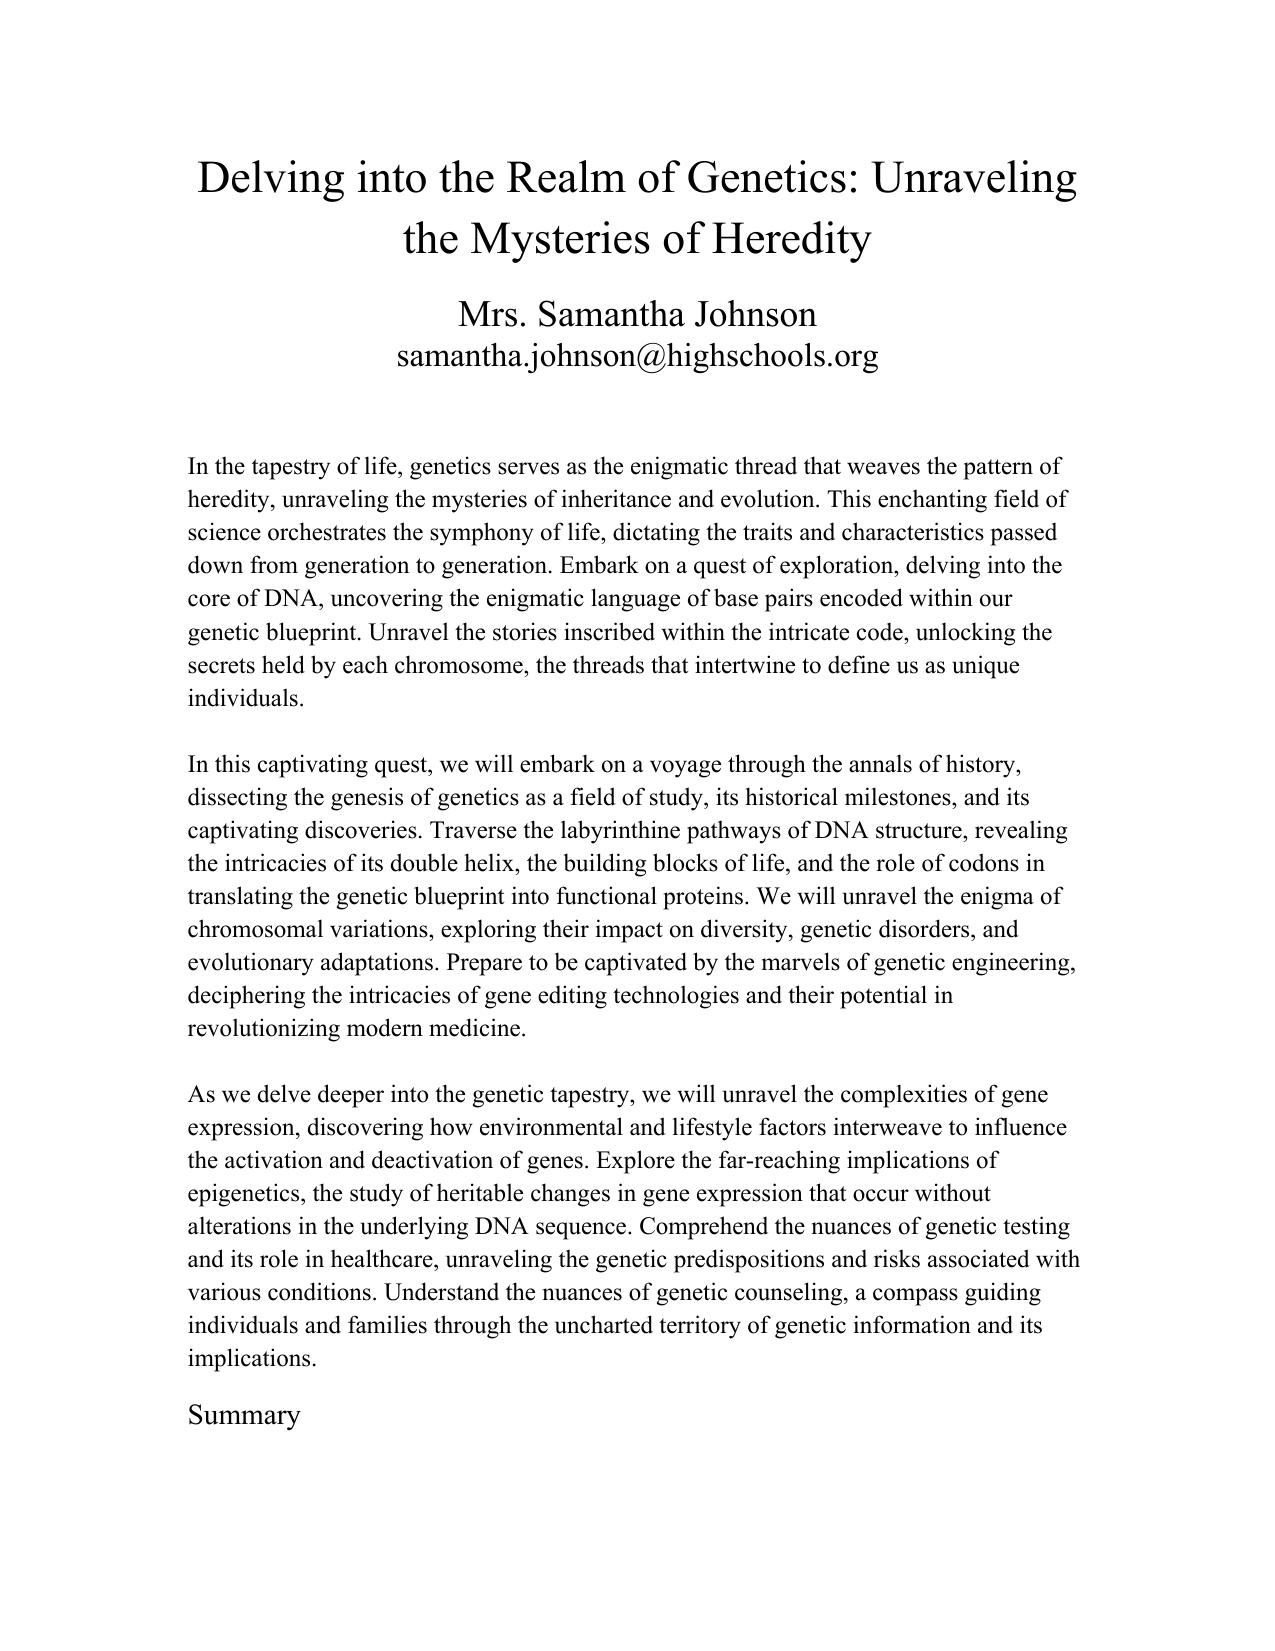 Delving into the Realm of Genetics: Unraveling
the Mysteries of Heredity
Mrs. Samantha Johnson
samantha.johnson@highschools.org
In the tapestry of life, genetics serves as the enigmatic thread that weaves the pattern of
heredity, unraveling the mysteries of inheritance and evolution. This enchanting field of
science orchestrates the symphony of life, dictating the traits and characteristics passed
down from generation to generation. Embark on a quest of exploration, delving into the
core of DNA, uncovering the enigmatic language of base pairs encoded within our
genetic blueprint. Unravel the stories inscribed within the intricate code, unlocking the
secrets held by each chromosome, the threads that intertwine to define us as unique
individuals.
In this captivating quest, we will embark on a voyage through the annals of history,
dissecting the genesis of genetics as a field of study, its historical milestones, and its
captivating discoveries. Traverse the labyrinthine pathways of DNA structure, revealing
the intricacies of its double helix, the building blocks of life, and the role of codons in
translating the genetic blueprint into functional proteins. We will unravel the enigma of
chromosomal variations, exploring their impact on diversity, genetic disorders, and
evolutionary adaptations. Prepare to be captivated by the marvels of genetic engineering,
deciphering the intricacies of gene editing technologies and their potential in
revolutionizing modern medicine.
As we delve deeper into the genetic tapestry, we will unravel the complexities of gene
expression, discovering how environmental and lifestyle factors interweave to influence
the activation and deactivation of genes. Explore the far-reaching implications of
epigenetics, the study of heritable changes in gene expression that occur without
alterations in the underlying DNA sequence. Comprehend the nuances of genetic testing
and its role in healthcare, unraveling the genetic predispositions and risks associated with
various conditions. Understand the nuances of genetic counseling, a compass guiding
individuals and families through the uncharted territory of genetic information and its
implications.
Summary